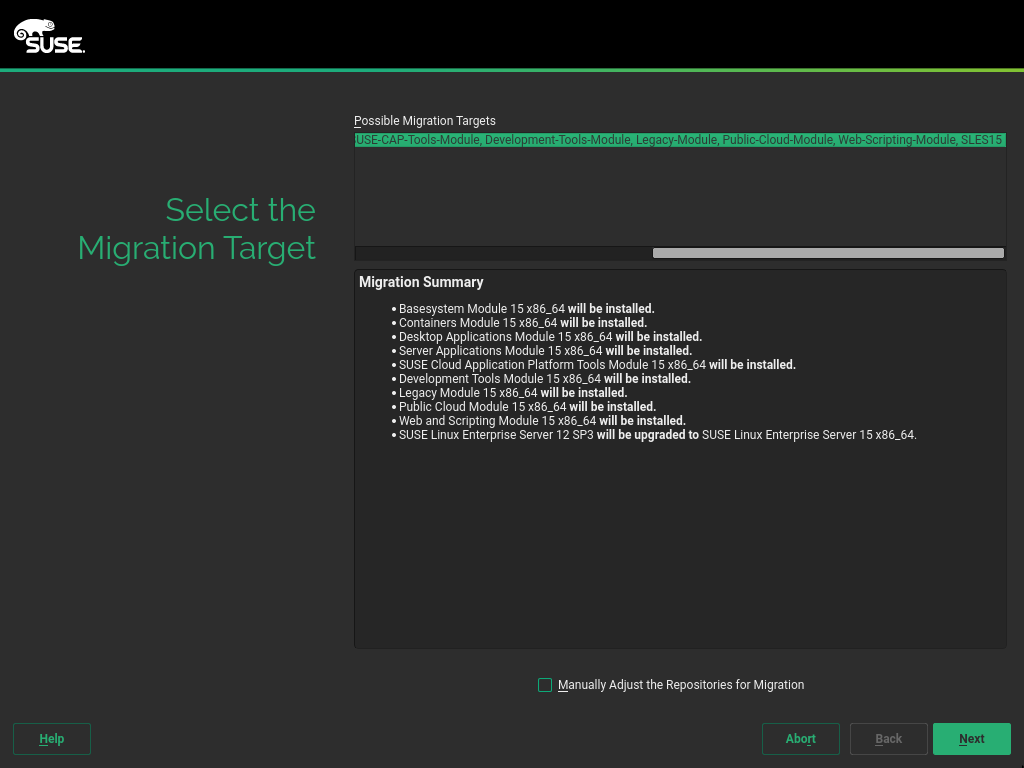 SUSE.
Possible Migration Targets
USE-CAP-Tools-Module, Development-Tools-Module, Legacy-Module, Public-Cloud-Module, Web-Scripting-Module, SLES15
Select the
Migration Target
Migration Summary
• Basesystem Module 15 x86_64 will be installed.
• Containers Module 15 x86_64 will be installed.
• Desktop Applications Module 15 x86_64 will be installed.
• Server Applications Module 15 x86_64 will be installed.
• SUSE Cloud Application Platform Tools Module 15 x86_64 will be installed.
• Development Tools Module 15 x86_64 will be installed.
• Legacy Module 15 x86_64 will be installed.
• Public Cloud Module 15 x86_64 will be installed.
• Web and Scripting Module 15 x86_64 will be installed.
• SUSE Linux Enterprise Server 12 SP3 will be upgraded to SUSE Linux Enterprise Server 15 x86_64.
Manually Adjust the Repositories for Migration
Help
Abort
Back
Next